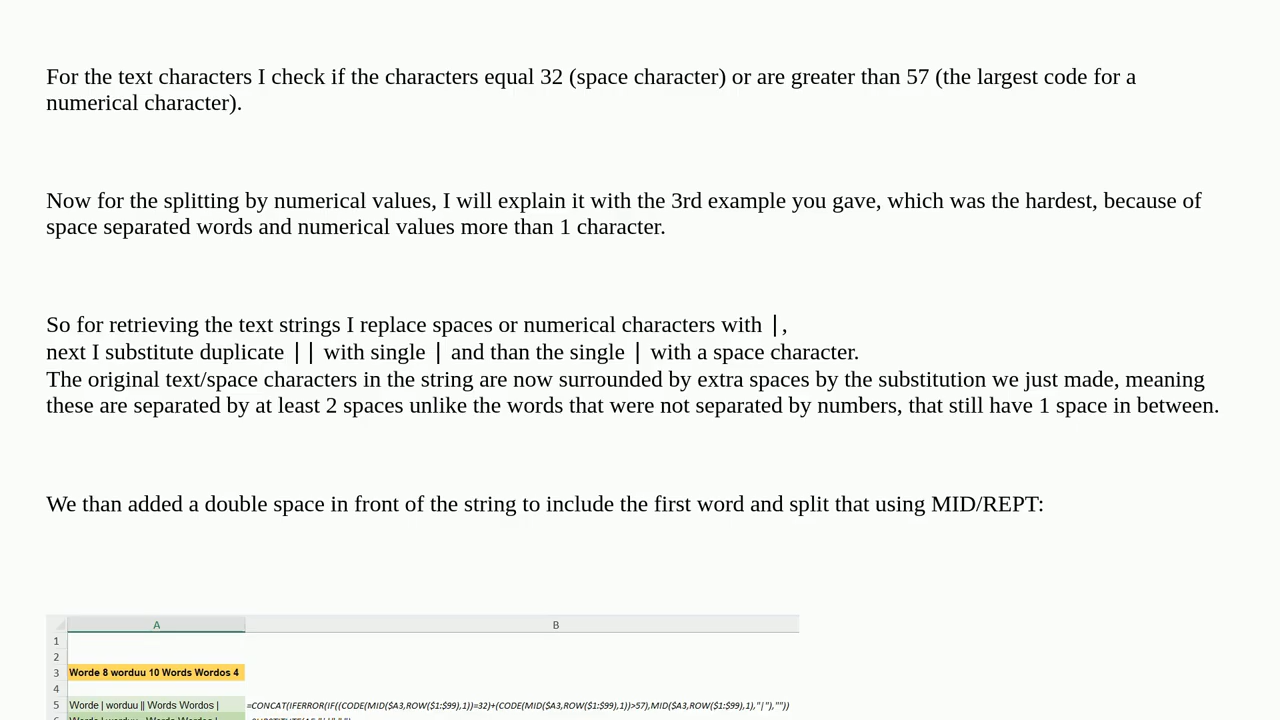 For the text characters I check if the characters equal 32 (space character) or are greater than 57 (the largest code for a
numerical character).
Now for the splitting by numerical values, I will explain it with the 3rd example you gave, which was the hardest, because of
space separated words and numerical values more than 1 character.
So for retrieving the text strings I replace spaces or numerical characters with |,
next I substitute duplicate || with single | and than the single | with a space character.
The original text/space characters in the string are now surrounded by extra spaces by the substitution we just made, meaning
these are separated by at least 2 spaces unlike the words that were not separated by numbers, that still have 1 space in between.
We than added a double space in front of the string to include the first word and split that using MID/REPT:
A B
1
2
3 Worde 8 worduu 10 Words Wordos 4
4
5 Worde | worduu || Words Wordos | =CONCAT(IFERROR(IF((CODE(MID($A3,ROW($1:$99),1))=32)+(CODE(MID($A3,ROW($1:$99),1))>57),MID($A3,ROW($1:$99),1),"|"),""))